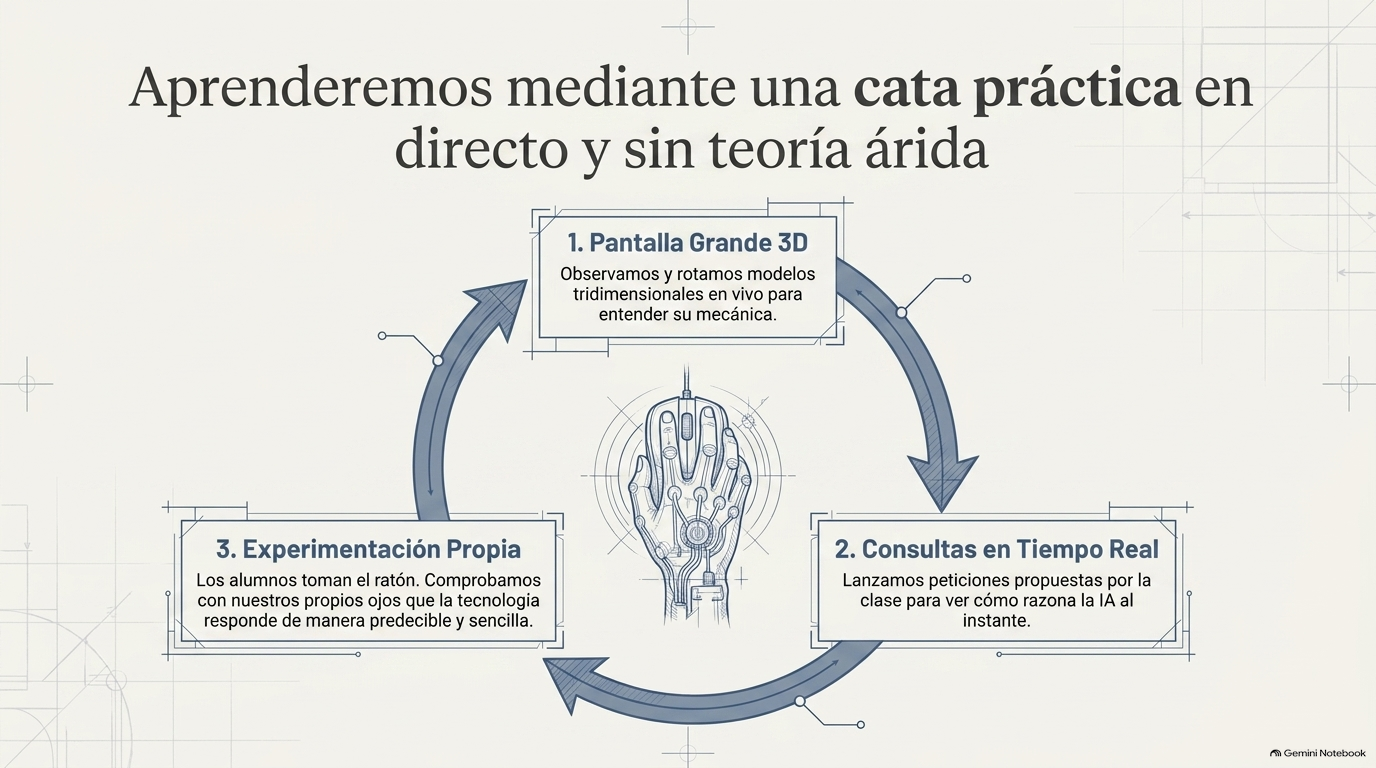 Aprenderemos mediante una cata práctica en
directo y sin teoría árida
1. Pantalla Grande 3D
Observamos y rotamos modelos
tridimensionales en vivo para
entender su mecánica.
3. Experimentación Propia
Los alumnos toman el ratón. Comprobamos
con nuestros propios ojos que la tecnologia
responde de manera predecible y sencilla.
2. Consultas en Tiempo Real
Lanzamos peticiones propuestas por la
clase para ver cómo razona la IA al
instante.
Gemini Notebook